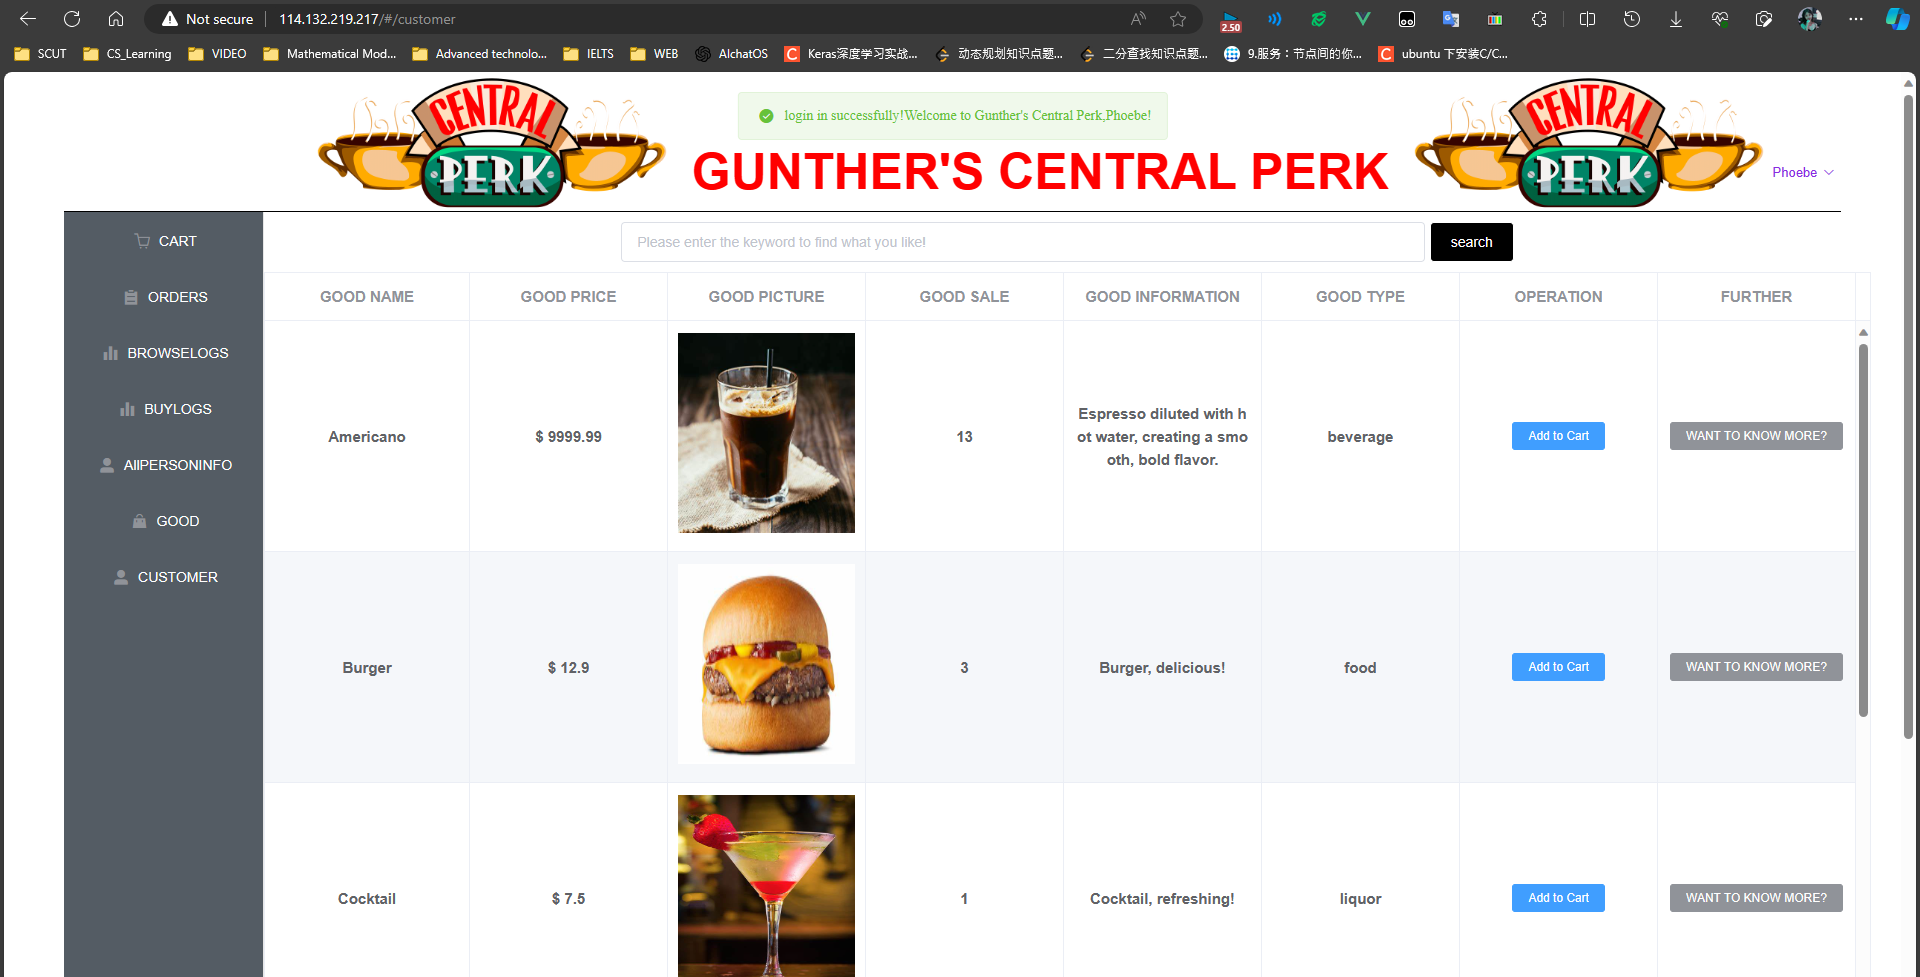 Not secure
114.132.219.217/#/customer
2.50
SCUT
CS_Learning
VIDEO
Mathematical Mod...
Advanced technolo...
IELTS
WEB
AIchatOS
C
Keras深度学习实战...
动态规划知识点题...
二分查找知识点题...
9.服务：节点间的你...
C
ubuntu 下安装C/C...
CENTRAL
PERK
login in successfully!Welcome to Gunther's Central Perk,Phoebe!
GUNTHER'S CENTRAL PERK
CENTRAL
PERK
Phoebe
CART
ORDERS
BROWSELOGS
BUYLOGS
AllPERSONINFO
GOOD
CUSTOMER
Please enter the keyword to find what you like!
search
GOOD NAME
GOOD PRICE
GOOD PICTURE
GOOD SALE
GOOD INFORMATION
GOOD TYPE
OPERATION
FURTHER
Americano
$ 9999.99
13
Espresso diluted with h
ot water, creating a smo
oth, bold flavor.
beverage
Add to Cart
WANT TO KNOW MORE?
Burger
$ 12.9
3
Burger, delicious!
food
Add to Cart
WANT TO KNOW MORE?
Cocktail
$ 7.5
1
Cocktail, refreshing!
liquor
Add to Cart
WANT TO KNOW MORE?